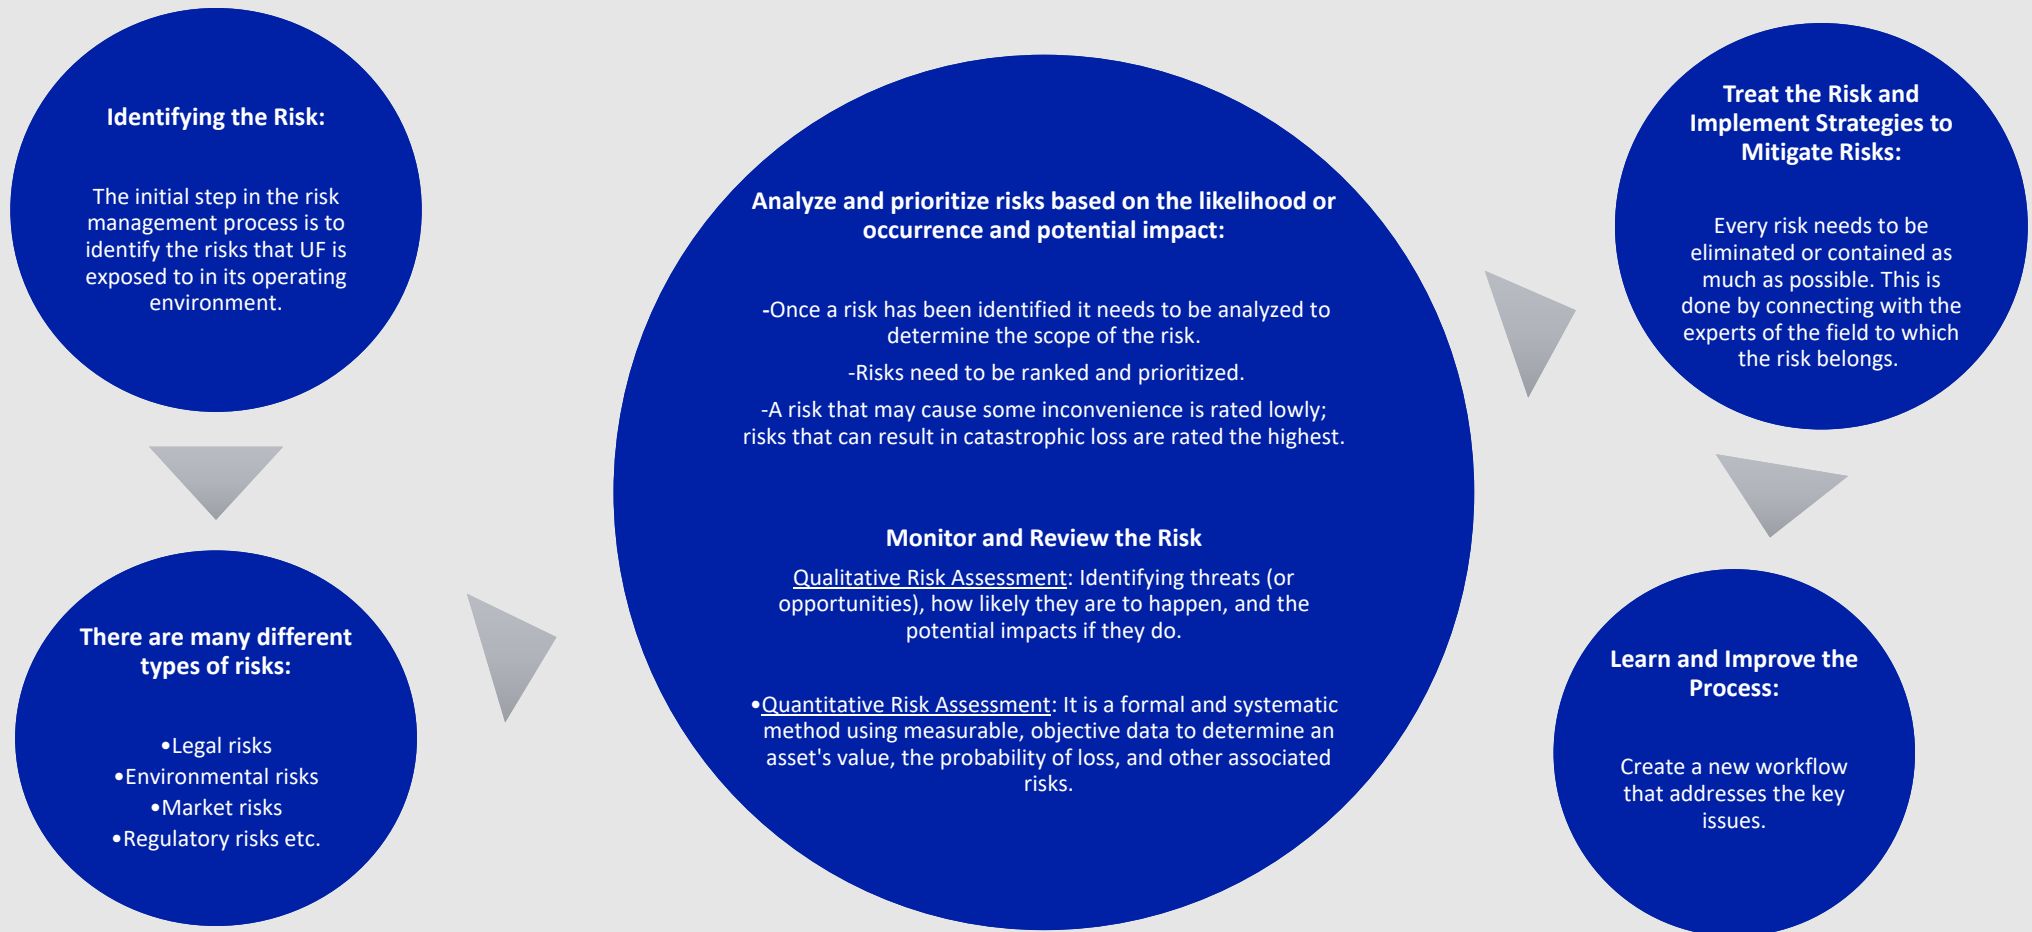 Identifying the Risk:
The initial step in the risk
management process is to
identify the risks that UF is
exposed to in its operating
environment.
There are many different
types of risks:
•Legal risks
•Environmental risks
•Market risks
•Regulatory risks etc.
Analyze and prioritize risks based on the likelihood or
occurrence and potential impact:
-Once a risk has been identified it needs to be analyzed to
determine the scope of the risk.
-Risks need to be ranked and prioritized.
-A risk that may cause some inconvenience is rated lowly;
risks that can result in catastrophic loss are rated the highest.
Monitor and Review the Risk
Qualitative Risk Assessment: Identifying threats (or
opportunities), how likely they are to happen, and the
potential impacts if they do.
•Quantitative Risk Assessment: It is a formal and systematic
method using measurable, objective data to determine an
asset's value, the probability of loss, and other associated
risks.
Treat the Risk and
Implement Strategies to
Mitigate Risks:
Every risk needs to be
eliminated or contained as
much as possible. This is
done by connecting with the
experts of the field to which
the risk belongs.
Learn and Improve the
Process:
Create a new workflow
that addresses the key
issues.